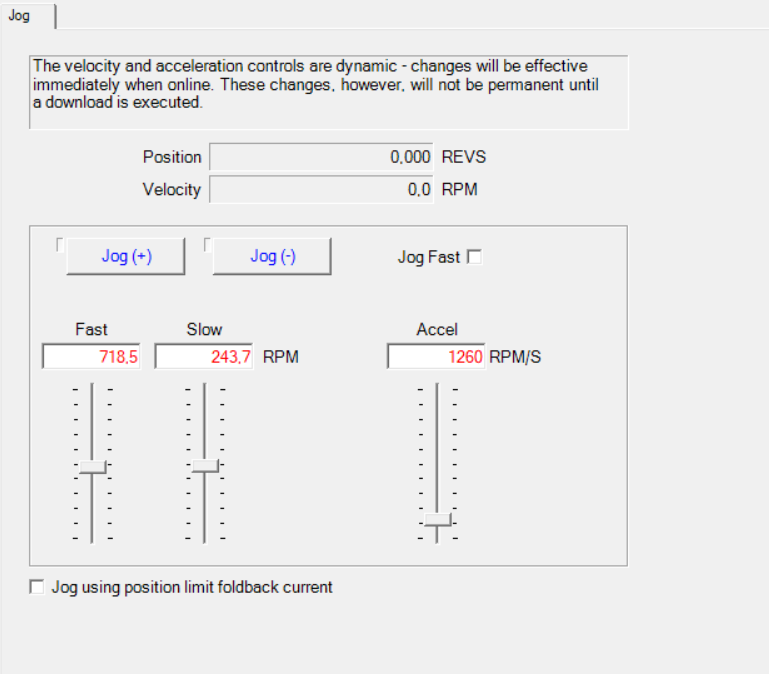 Jog
The velocity and acceleration controls are dynamic - changes will be effective
immediately when online. These changes, however, will not be permanent until
a download is executed.
Position 0,000 REVS
Velocity 0,0 RPM
Jog (+) Jog (-) Jog Fast
Fast Slow Accel
718,5 243,7 RPM 1260 RPM/S
Jog using position limit foldback current